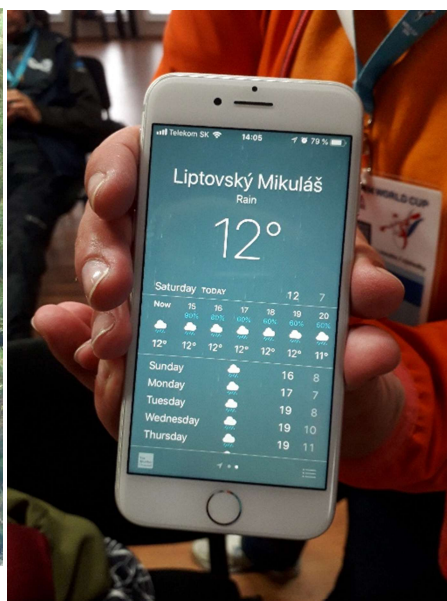 Telekom SK 14:05 79 %
Liptovský Mikuláš
Rain
12°
Saturday TODAY 12 7
Now 15 16 17 18 19 20
90% 80% 60% 60% 60% 50%
12° 12° 12° 12° 12° 12° 11°
Sunday 16 8
Monday 17 7
Tuesday 19 8
Wednesday 19 10
Thursday 19 11
WORLD CUP